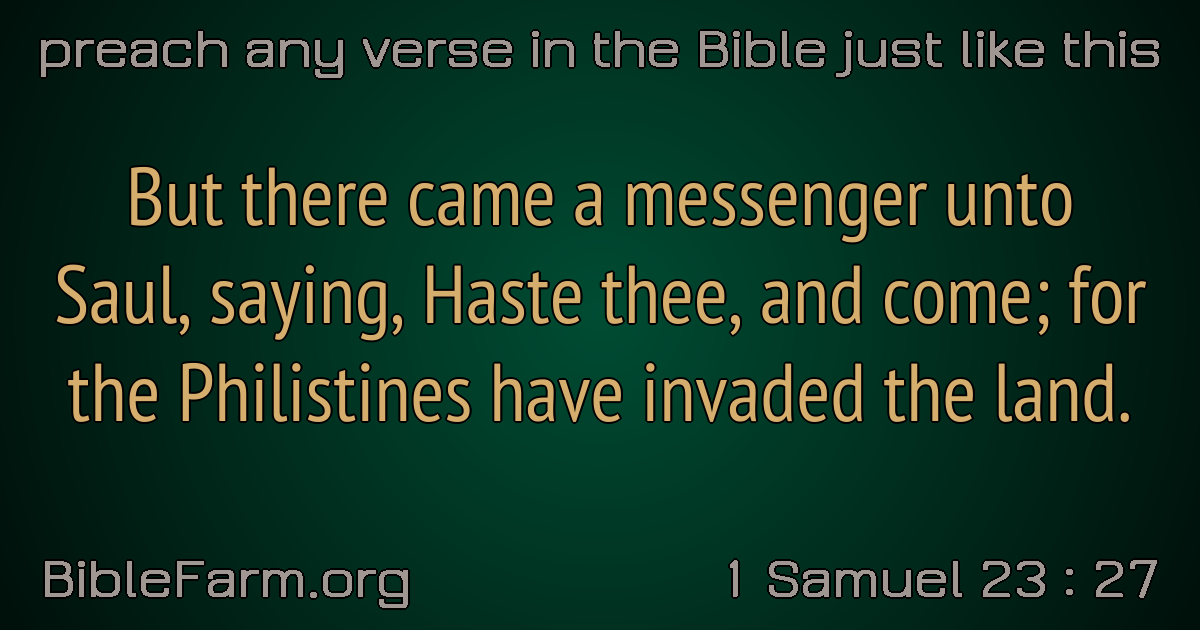 preach any verse in the Bible just like this
But there came a messenger unto
Saul, saying, Haste thee, and come; for
the Philistines have invaded the land.
BibleFarm.org
1 Samuel 23 : 27